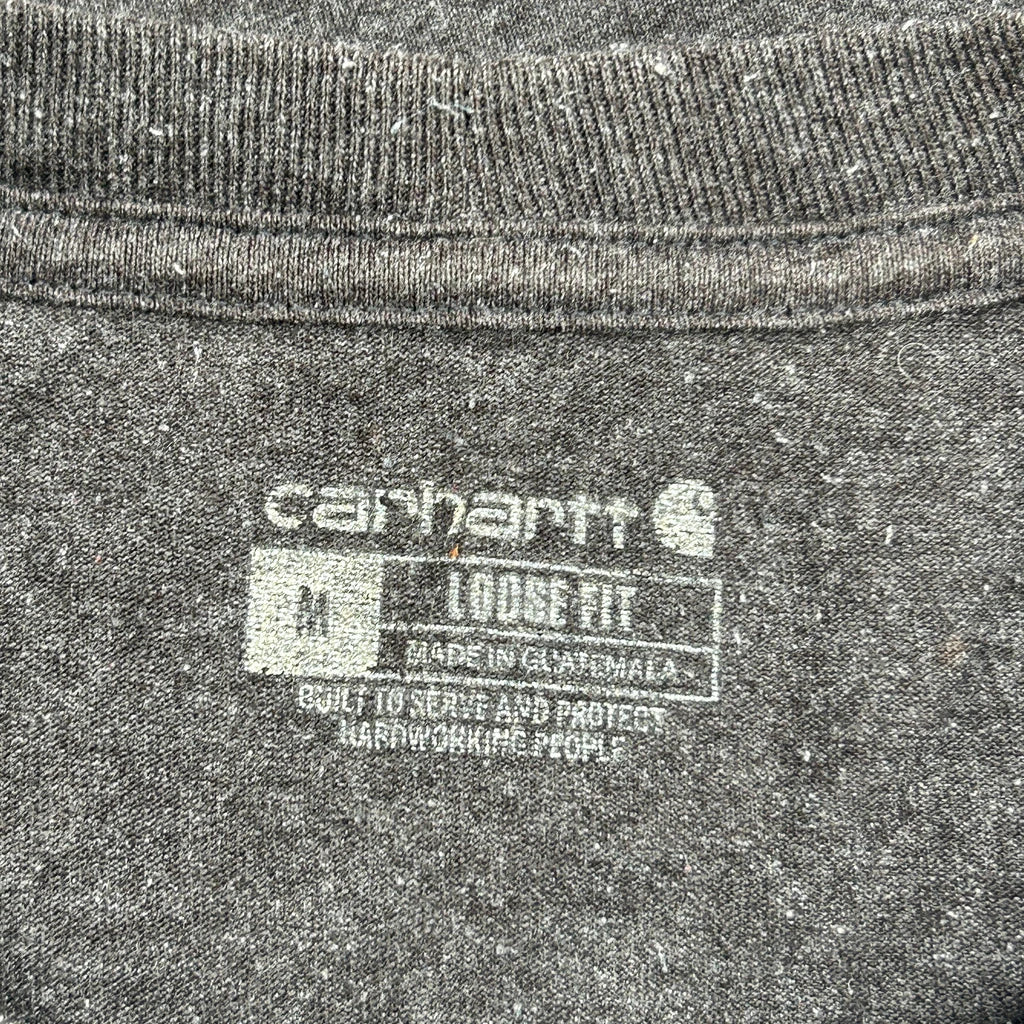 carhartt
M
LOOSE FIT
MADE IN GUATEMALA
BUILT TO SERVE AND PROTECT
HARDWORKING PEOPLE